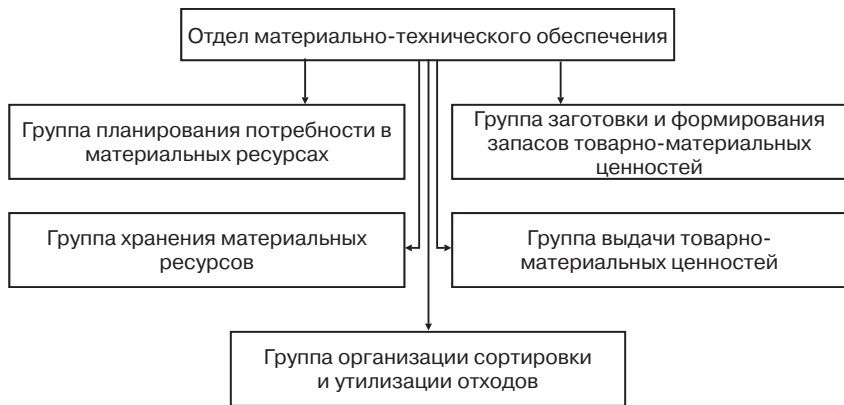 Отдел материально-технического обеспечения
Группа планирования потребности в
материальных ресурсах
Группа заготовки и формирования
запасов товарно-материальных
ценностей
Группа хранения материальных
ресурсов
Группа выдачи товарно-
материальных ценностей
Группа организации сортировки
и утилизации отходов